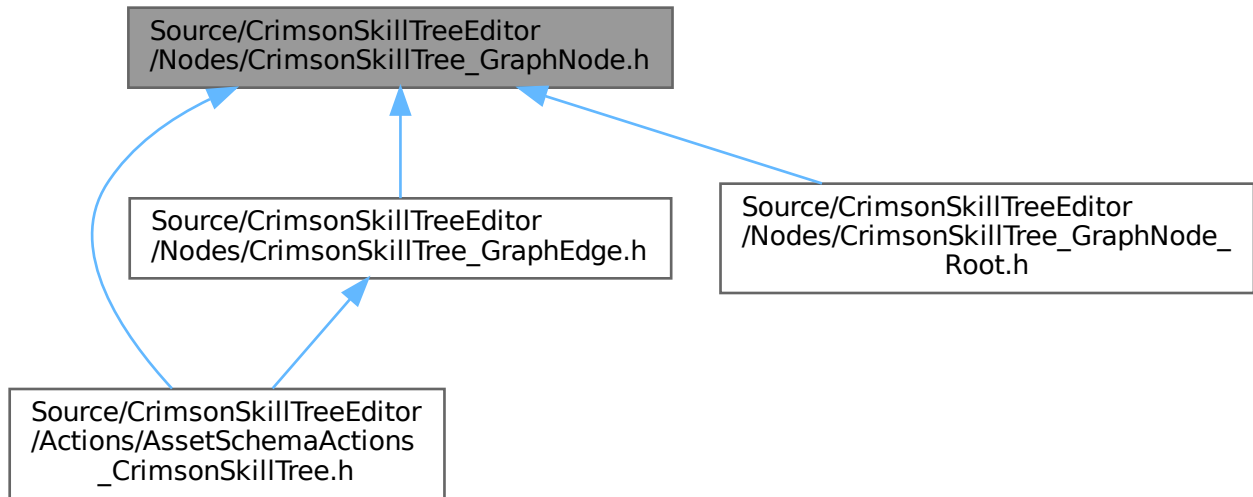 Source/CrimsonSkillTreeEditor
/Nodes/CrimsonSkillTree_GraphNode.h
Source/CrimsonSkillTreeEditor
/Nodes/CrimsonSkillTree_GraphEdge.h
Source/CrimsonSkillTreeEditor
/Nodes/CrimsonSkillTree_GraphNode_
Root.h
Source/CrimsonSkillTreeEditor
/Actions/AssetSchemaActions
_CrimsonSkillTree.h